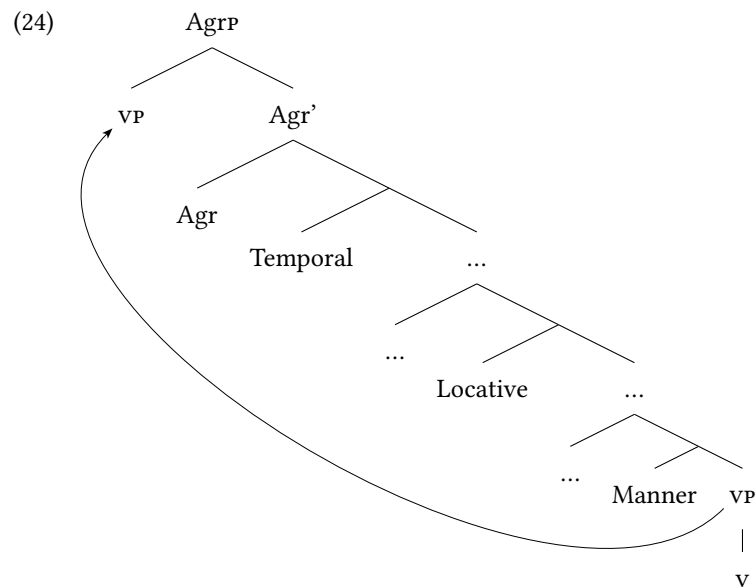 (24)
AgrP
VP
Agr’
Agr
Temporal
...
...
Locative
...
...
Manner
VP
V